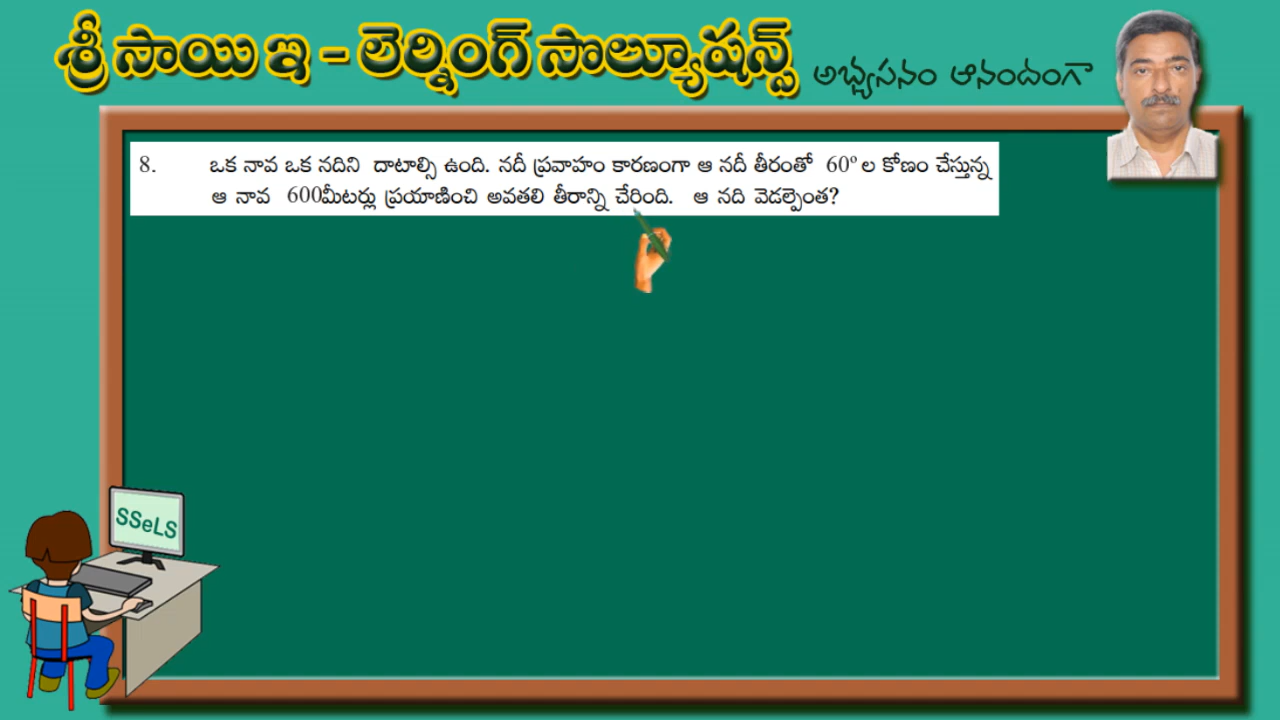 శ్రీ సాయి ఇ - లెర్నింగ్ సొల్యూషన్స్ అభ్యసనం ఆనందంగా
8. ఒక నావ ఒక నదిని దాటాల్సి ఉంది. నదీ ప్రవాహం కారణంగా ఆ నదీ తీరంతో 60° ల కోణం చేస్తున్న
ఆ నావ 600మీటర్లు ప్రయాణించి అవతలి తీరాన్ని చేరింది. ఆ నది వెడల్పెంత?
SSeLS